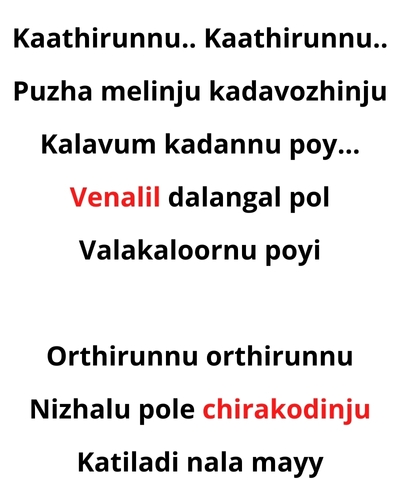 Kaathirunnu.. Kaathirunnu..
Puzha melinju kadavozhinju
Kalavum kadannu poy...
Venalil dalangal pol
Valakaloornu poyi
Orthirunnu orthirunnu
Nizhalu pole chirakodinju
Katiladi nala mayy